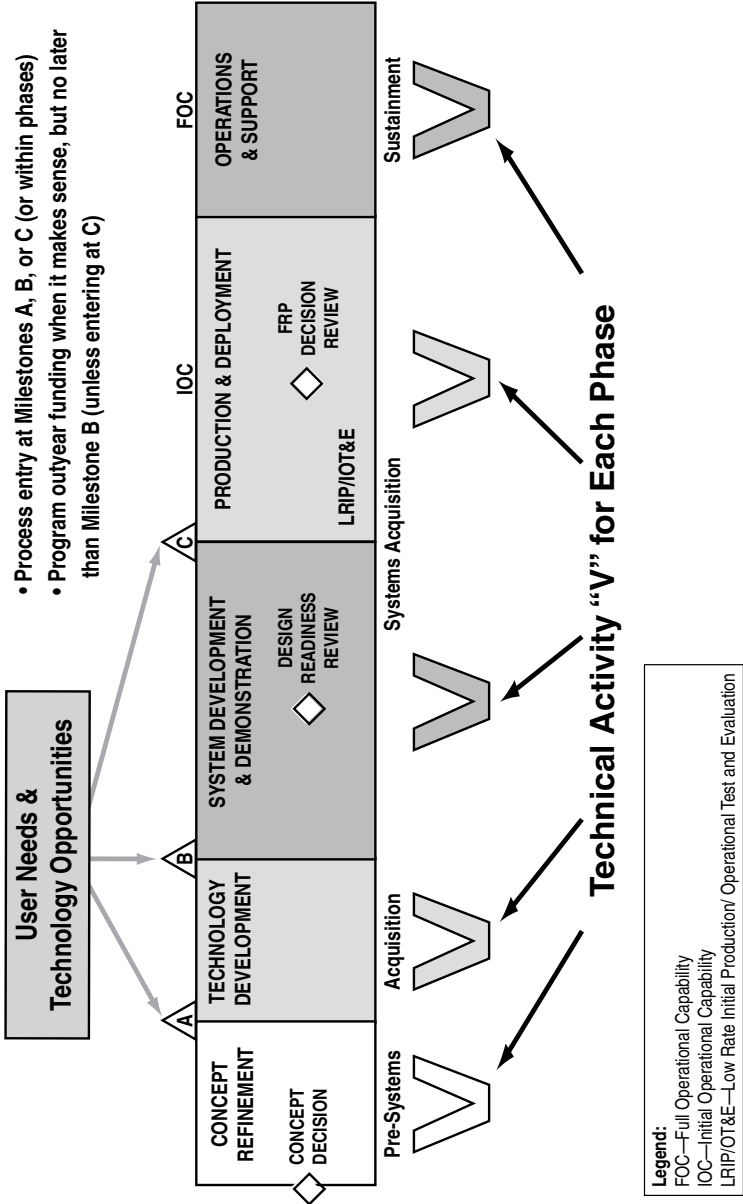 User Needs &
Technology Opportunities
• Process entry at Milestones A, B, or C (or within phases)
• Program outyear funding when it makes sense, but no later
than Milestone B (unless entering at C)
A
B
C
IOC
FOC
CONCEPT
REFINEMENT
CONCEPT
DECISION
TECHNOLOGY
DEVELOPMENT
SYSTEM DEVELOPMENT
& DEMONSTRATION
DESIGN
READINESS
REVIEW
PRODUCTION & DEPLOYMENT
LRIP/IOT&E
FRP
DECISION
REVIEW
OPERATIONS
& SUPPORT
Pre-Systems
Acquisition
Systems Acquisition
Sustainment
Technical Activity “V” for Each Phase
Legend:
FOC—Full Operational Capability
IOC—Initial Operational Capability
LRIP/OT&E—Low Rate Initial Production/ Operational Test and Evaluation